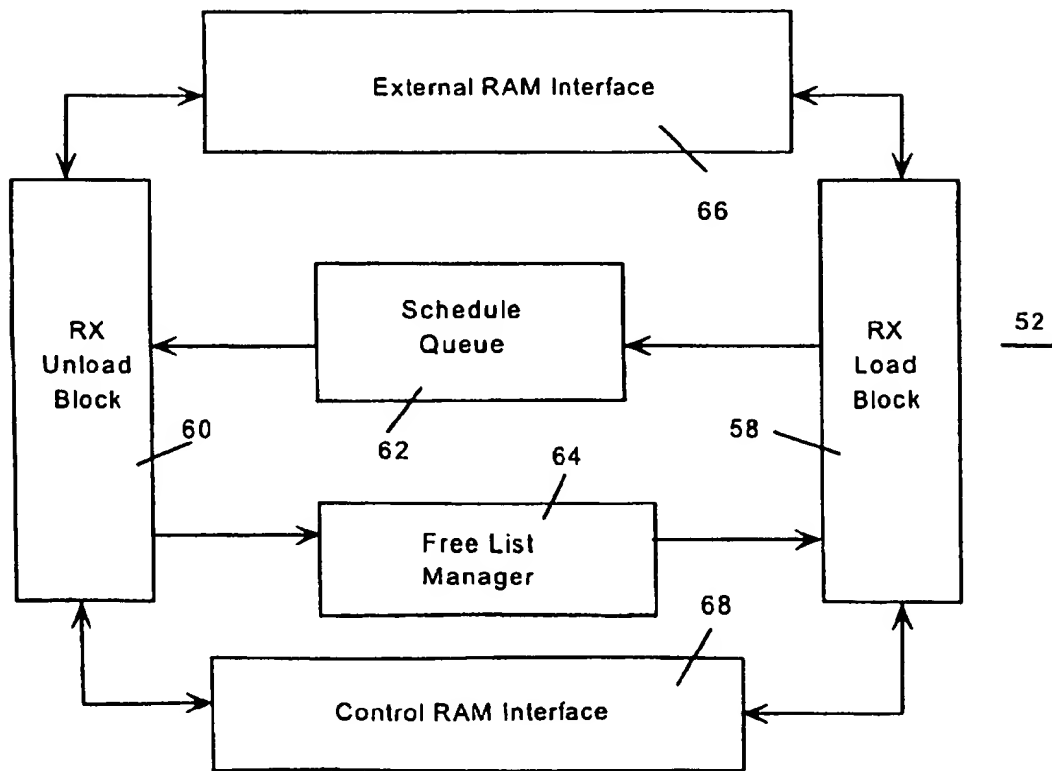 External RAM Interface
66
Schedule
Queue
62
RX
Unload
Block
60
RX
Load
Block
58
52
64
Free List
Manager
68
Control RAM Interface